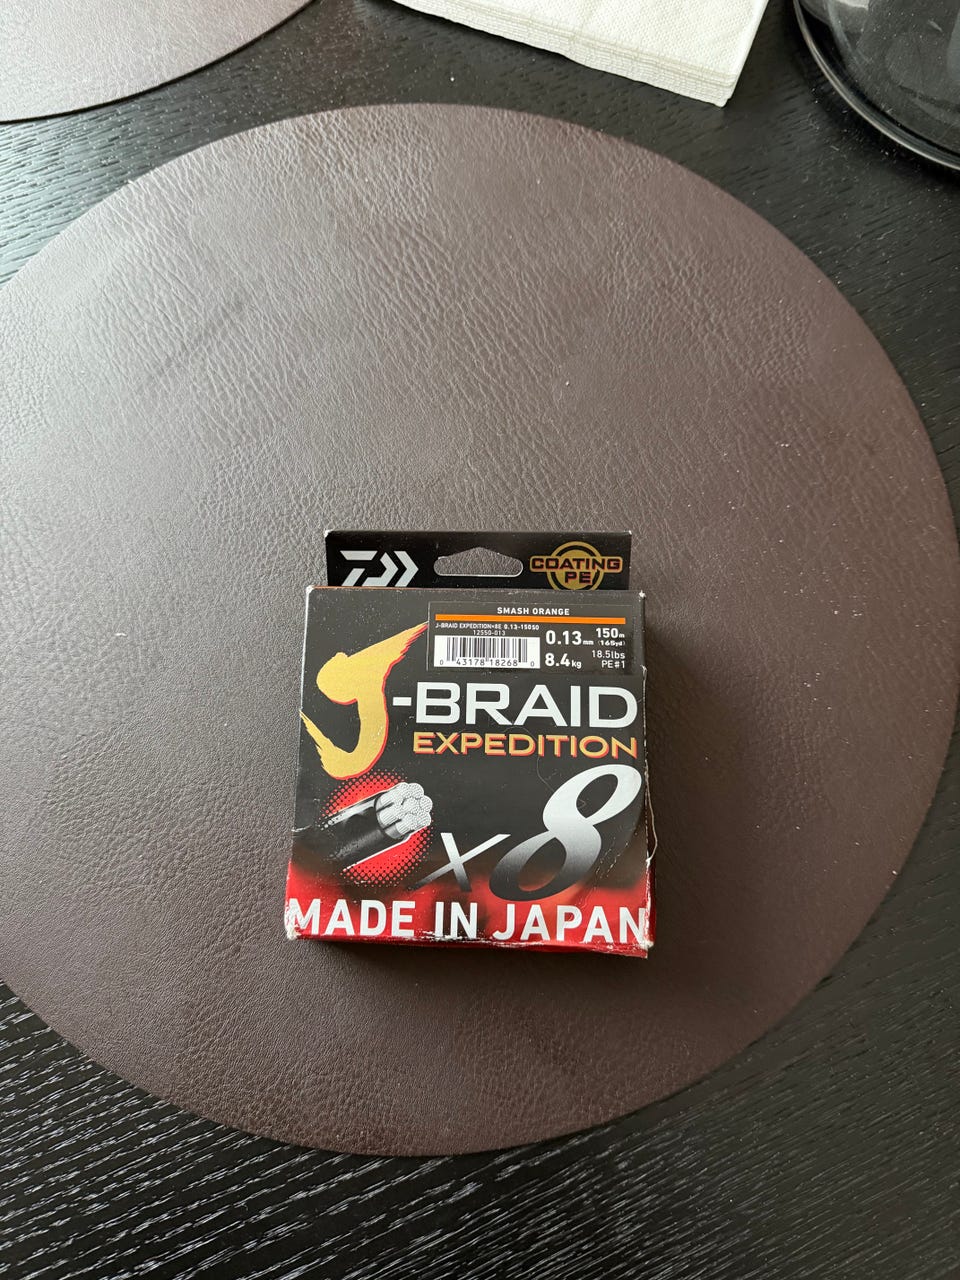 COATING
PE
SMASH ORANGE
J-BRAID EXPEDITION×8E 0.13-150SO
12550-013
0 43178 18268 0
0.13mm 150m
(165yd)
8.4kg 18.5lbs
PE#1
J-BRAID
EXPEDITION
x8
MADE IN JAPAN